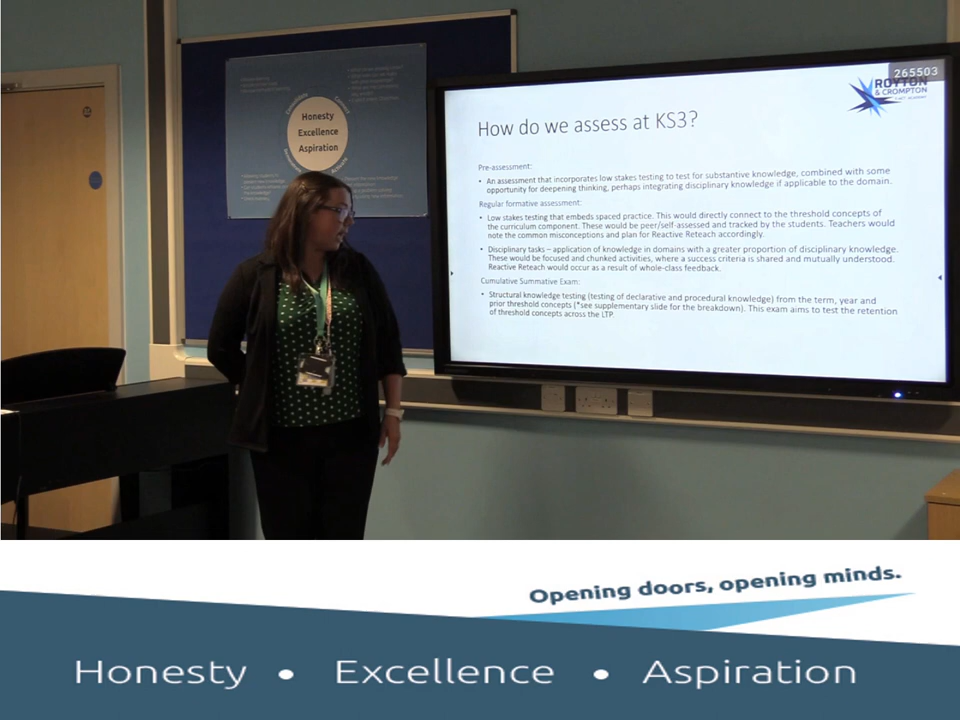 265503
ROYTON
& CROMPTON
Honesty
Excellence
Aspiration
How do we assess at KS3?
Pre-assessment:
• An assessment that incorporates low stakes testing to test for substantive knowledge, combined with some
opportunity for deepening thinking, perhaps integrating disciplinary knowledge if applicable to the domain.
Regular formative assessment:
• Low stakes testing that embeds spaced practice. This would directly connect to the threshold concepts of
the curriculum component. These would be peer/self-assessed and tracked by the students. Teachers would
note the common misconceptions and plan for Reactive Reteach accordingly.
• Disciplinary tasks – application of knowledge in domains with a greater proportion of disciplinary knowledge.
These would be focused and chunked activities, where a success criteria is shared and mutually understood.
Reactive Reteach would occur as a result of whole-class feedback.
Cumulative Summative Exam:
• Structural knowledge testing (testing of declarative and procedural knowledge) from the term, year and
prior threshold concepts (*see supplementary slide for the breakdown). This exam aims to test the retention
of threshold concepts across the LTP.
Opening doors, opening minds.
Honesty • Excellence • Aspiration